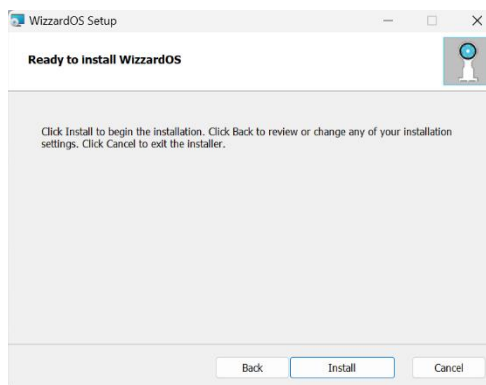 WizzardOS Setup
Ready to install WizzardOS
Click Install to begin the installation. Click Back to review or change any of your installation
settings. Click Cancel to exit the installer.
Back Install Cancel